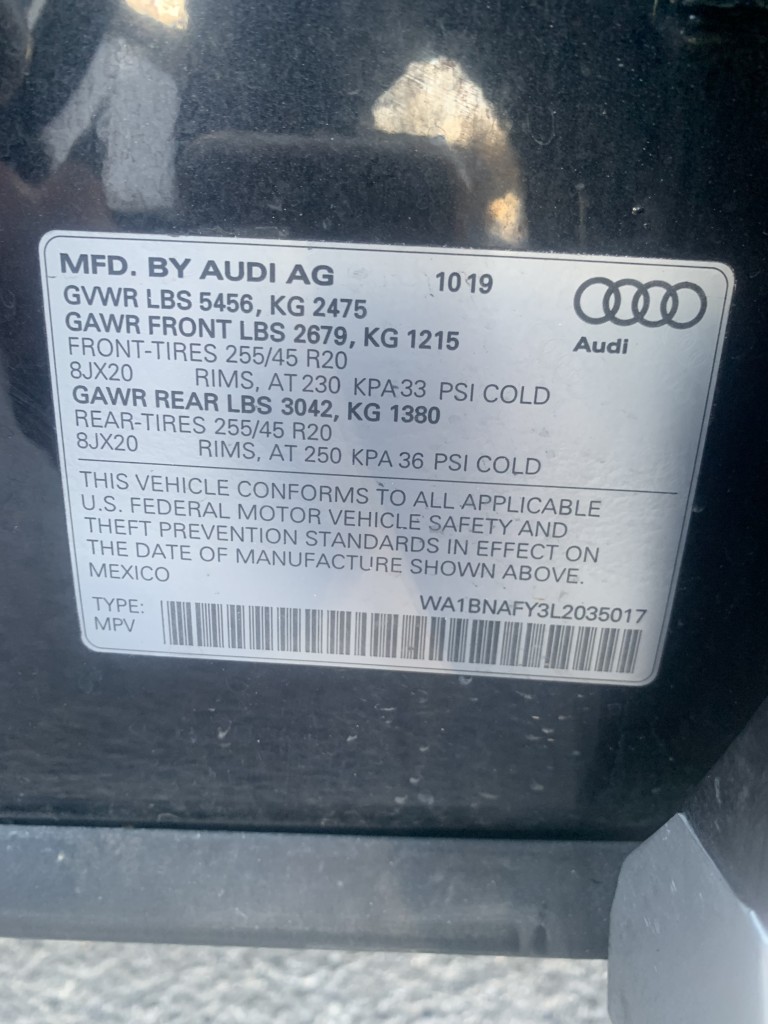 MFD. BY AUDI AG 10 19
GVWR LBS 5456, KG 2475
GAWR FRONT LBS 2679, KG 1215
Audi
FRONT-TIRES 255/45 R20
8JX20 RIMS, AT 230 KPA 33 PSI COLD
GAWR REAR LBS 3042, KG 1380
REAR-TIRES 255/45 R20
8JX20 RIMS, AT 250 KPA 36 PSI COLD
THIS VEHICLE CONFORMS TO ALL APPLICABLE
U.S. FEDERAL MOTOR VEHICLE SAFETY AND
THEFT PREVENTION STANDARDS IN EFFECT ON
THE DATE OF MANUFACTURE SHOWN ABOVE.
MEXICO
TYPE: WA1BNAFY3L2035017
MPV